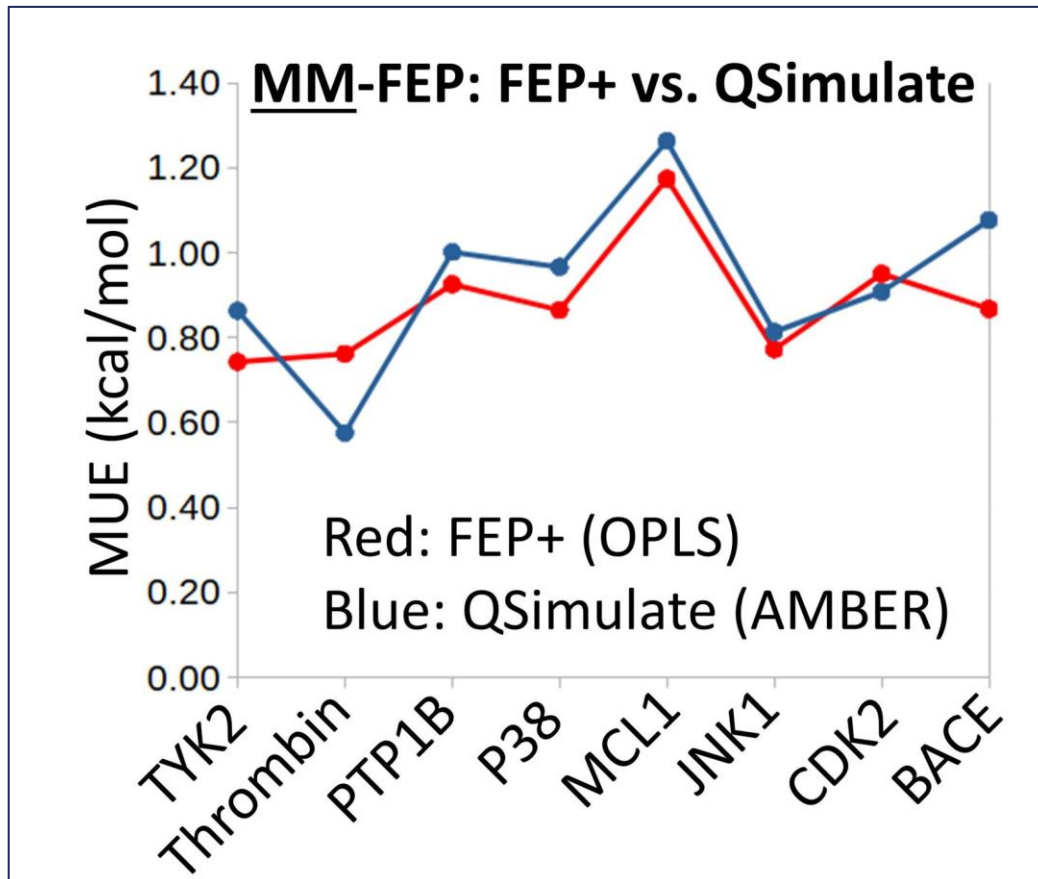 MM-FEP: FEP+ vs. QSimulate
1.40
1.20
1.00
0.80
0.60
0.40
0.20
0.00
MUE (kcal/mol)
Red: FEP+ (OPLS)
Blue: QSimulate (AMBER)
TYK2
Thrombin
PTP1B
P38
MCL1
JNK1
CDK2
BACE